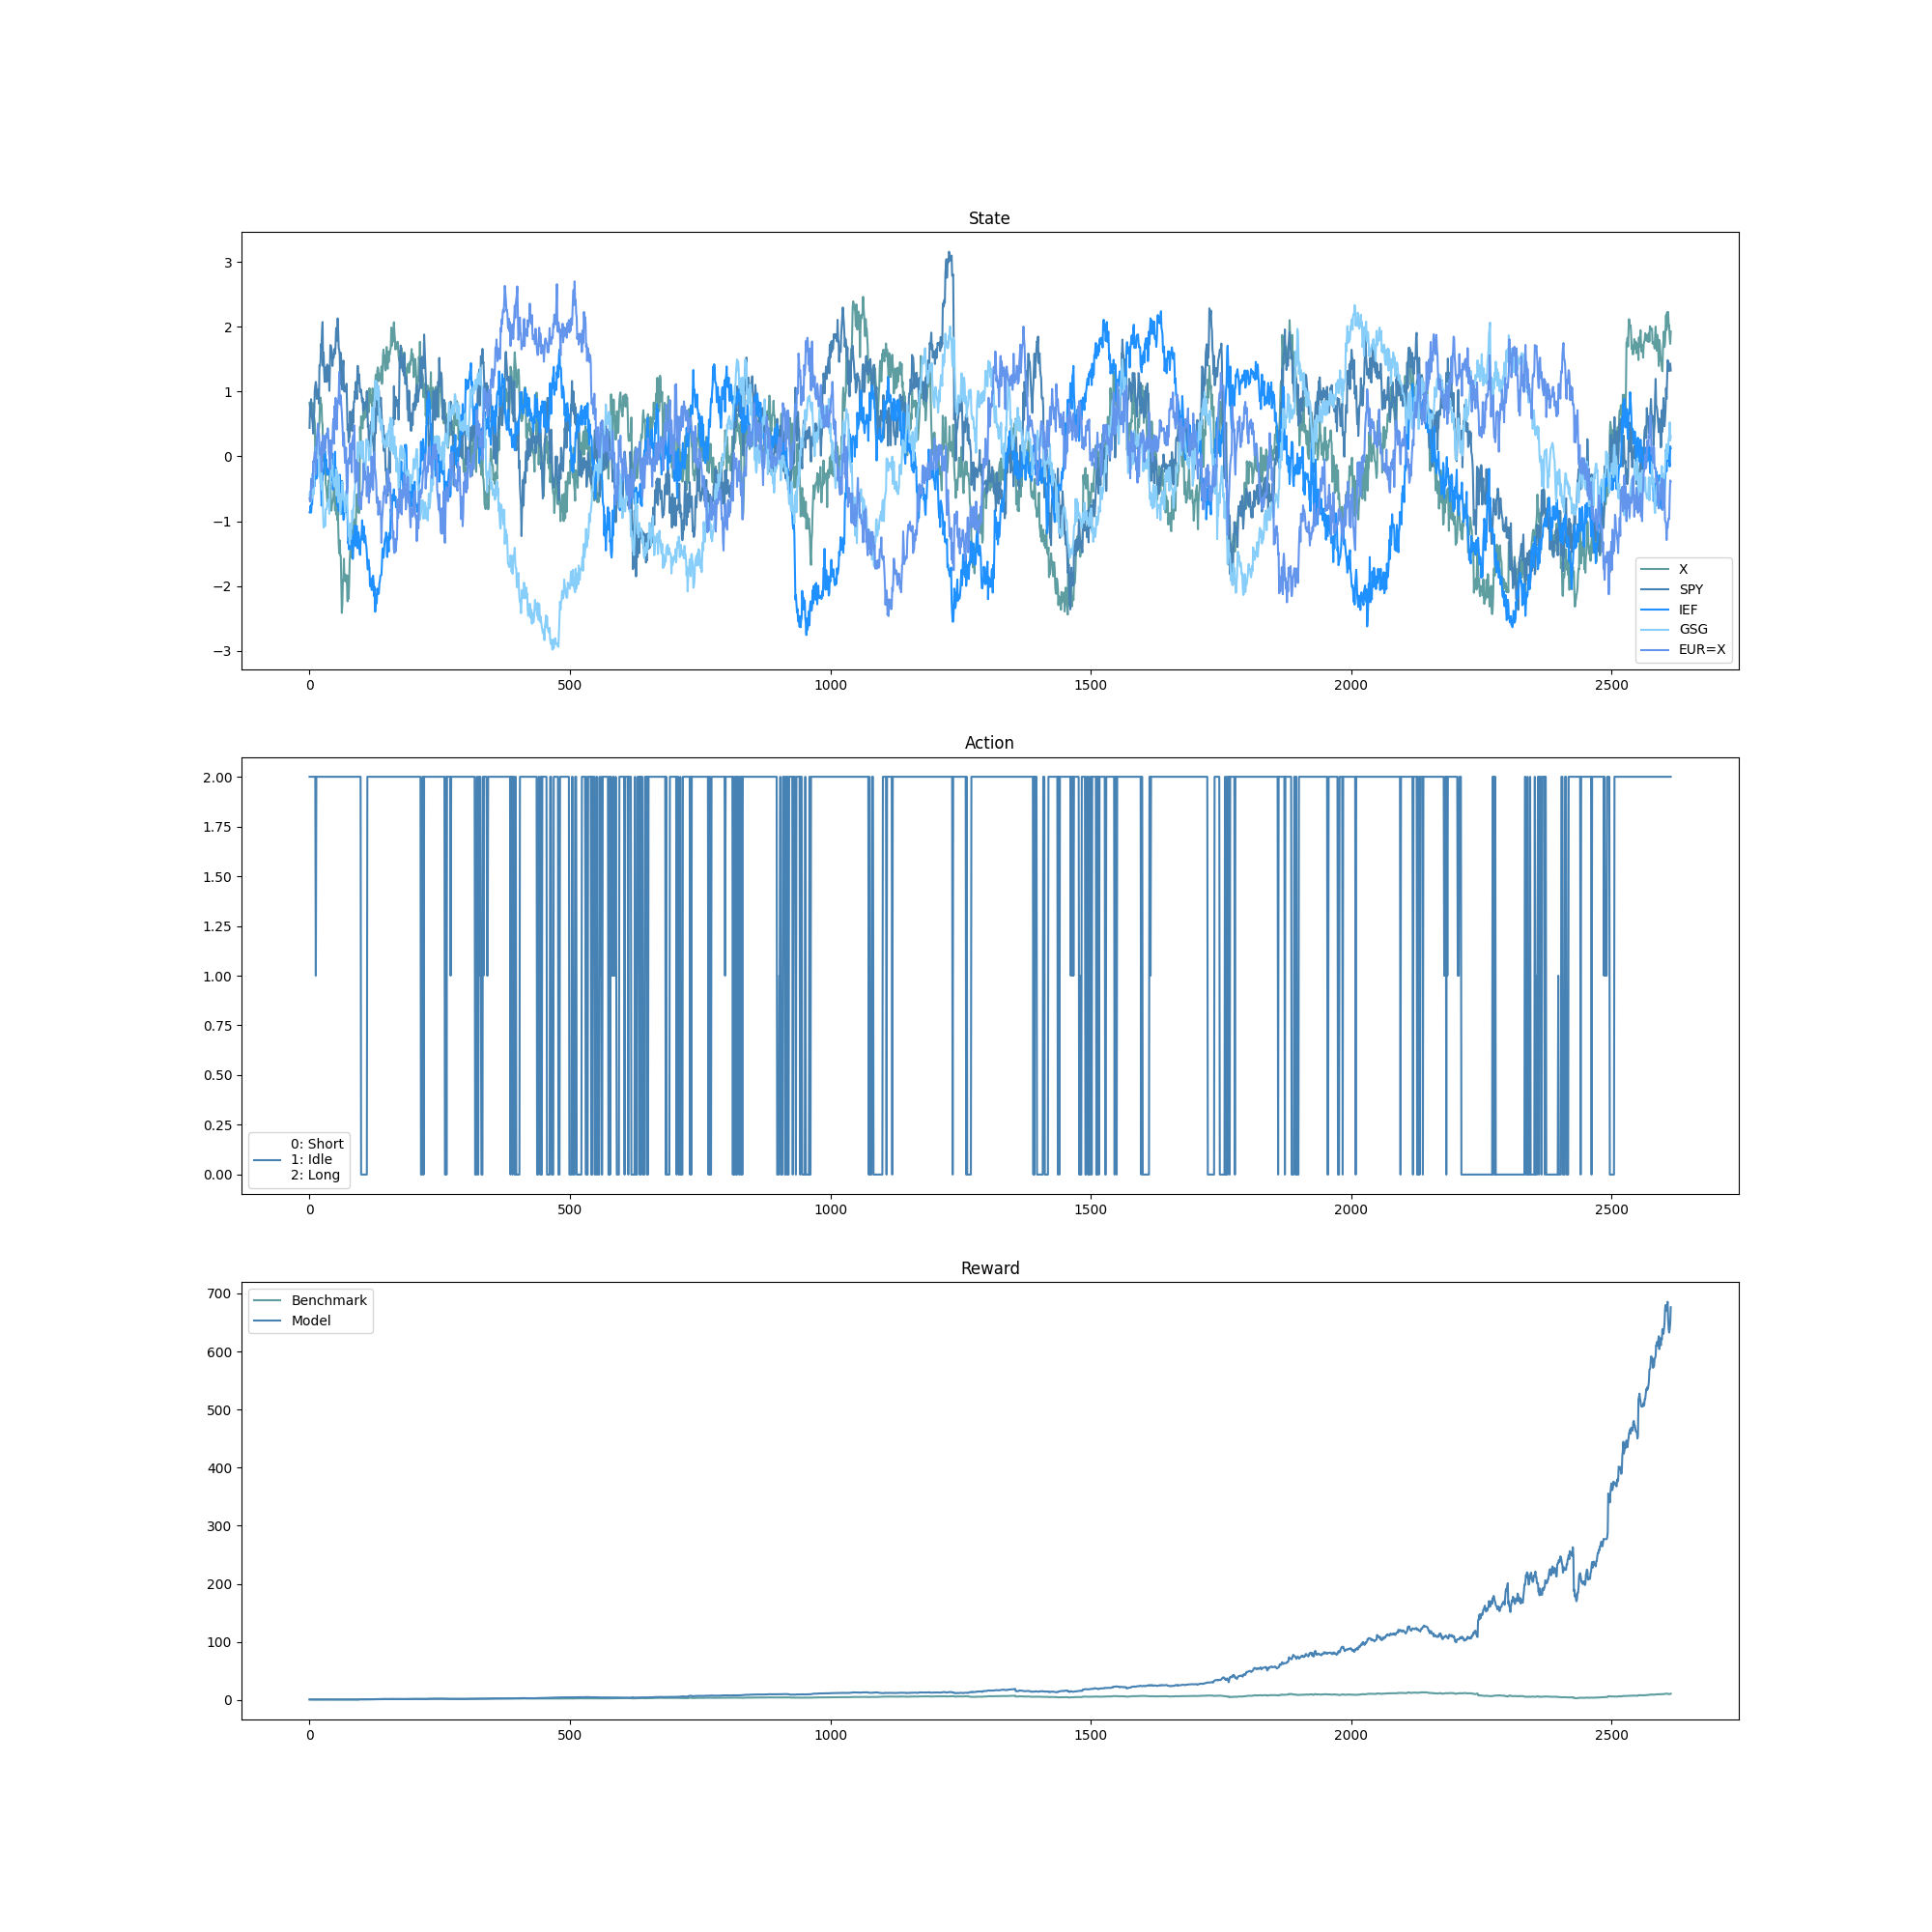 State
3
2
1
0
−1
−2
−3
X
SPY
IEF
GSG
EUR=X
0 500 1000 1500 2000 2500
Action
2.00
1.75
1.50
1.25
1.00
0.75
0.50
0.25
0.00
0: Short
1: Idle
2: Long
0 500 1000 1500 2000 2500
Reward
700
600
500
400
300
200
100
0
Benchmark
Model
0 500 1000 1500 2000 2500